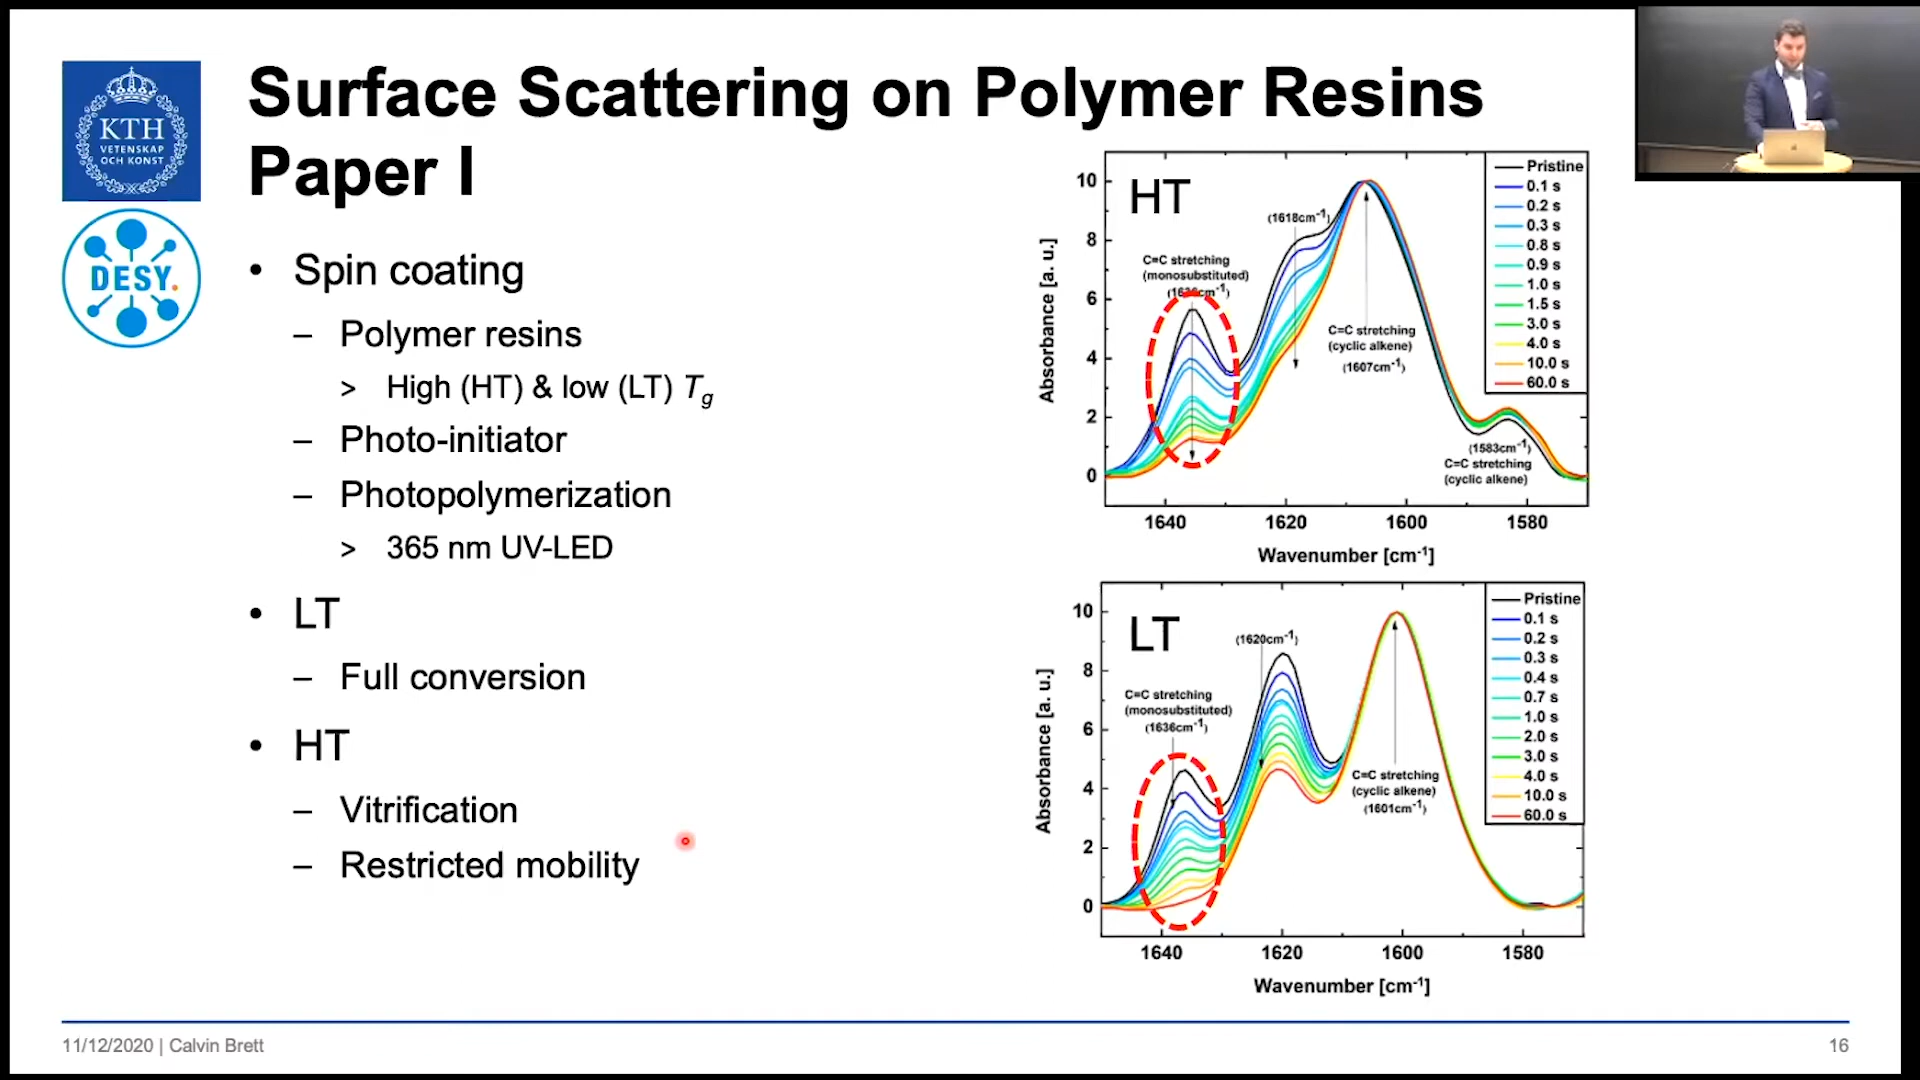 Surface Scattering on Polymer Resins
Paper I
KTH
VETENSKAP
OCH KONST
DESY.
• Spin coating
– Polymer resins
> High (HT) & low (LT) Tg
– Photo-initiator
– Photopolymerization
> 365 nm UV-LED
• LT
– Full conversion
• HT
– Vitrification
– Restricted mobility
HT
Absorbance [a. u.]
10
8
6
4
2
0
1640 1620 1600 1580
Wavenumber [cm-1]
C=C stretching
(monosubstituted)
(1636cm-1)
(1618cm-1)
C=C stretching
(cyclic alkene)
(1607cm-1)
(1583cm-1)
C=C stretching
(cyclic alkene)
Pristine
0.1 s
0.2 s
0.3 s
0.8 s
0.9 s
1.0 s
1.5 s
3.0 s
4.0 s
10.0 s
60.0 s
LT
Absorbance [a. u.]
10
8
6
4
2
0
1640 1620 1600 1580
Wavenumber [cm-1]
C=C stretching
(monosubstituted)
(1636cm-1)
(1620cm-1)
C=C stretching
(cyclic alkene)
(1601cm-1)
Pristine
0.1 s
0.2 s
0.3 s
0.4 s
0.7 s
1.0 s
2.0 s
3.0 s
4.0 s
10.0 s
60.0 s
11/12/2020 | Calvin Brett
16